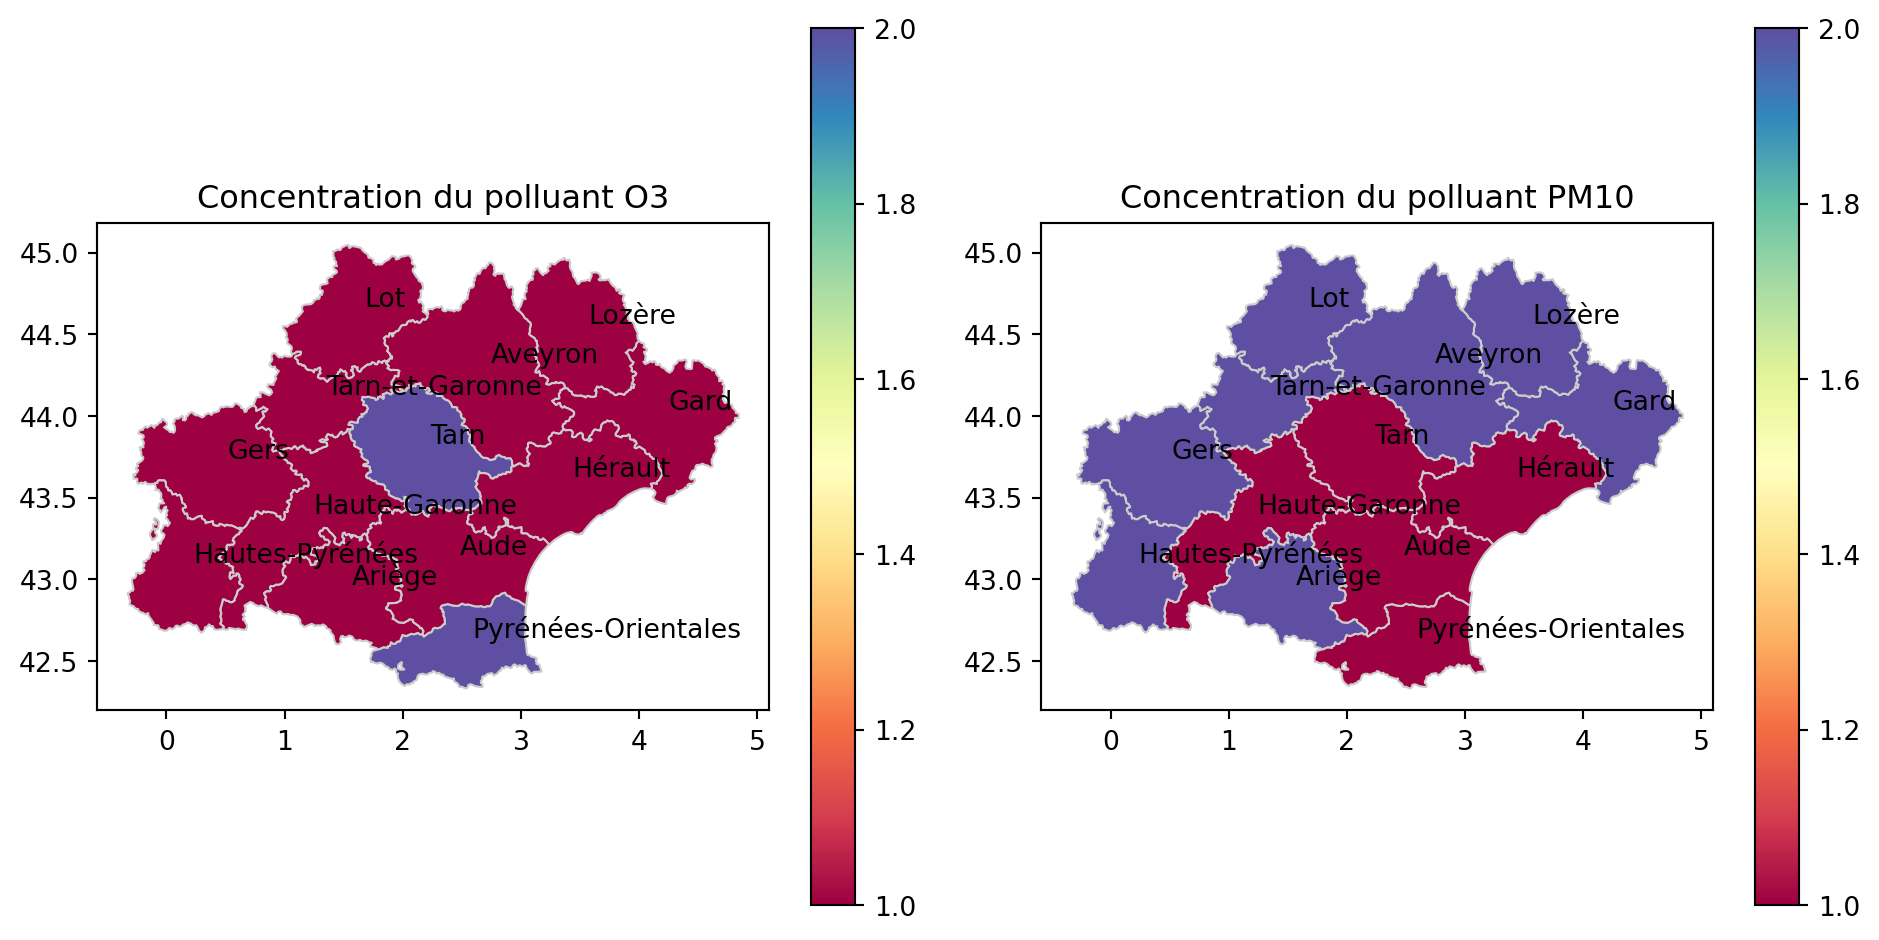 Concentration du polluant O3
45.0
44.5
44.0
43.5
43.0
42.5
0 1 2 3 4 5
Lot
Lozère
Aveyron
Tarn-et-Garonne
Gard
Tarn
Gers
Hérault
Haute-Garonne
Aude
Hautes-Pyrénées
Ariège
Pyrénées-Orientales
2.0
1.8
1.6
1.4
1.2
1.0
Concentration du polluant PM10
45.0
44.5
44.0
43.5
43.0
42.5
0 1 2 3 4 5
Lot
Lozère
Aveyron
Tarn-et-Garonne
Gard
Tarn
Gers
Hérault
Haute-Garonne
Aude
Hautes-Pyrénées
Ariège
Pyrénées-Orientales
2.0
1.8
1.6
1.4
1.2
1.0